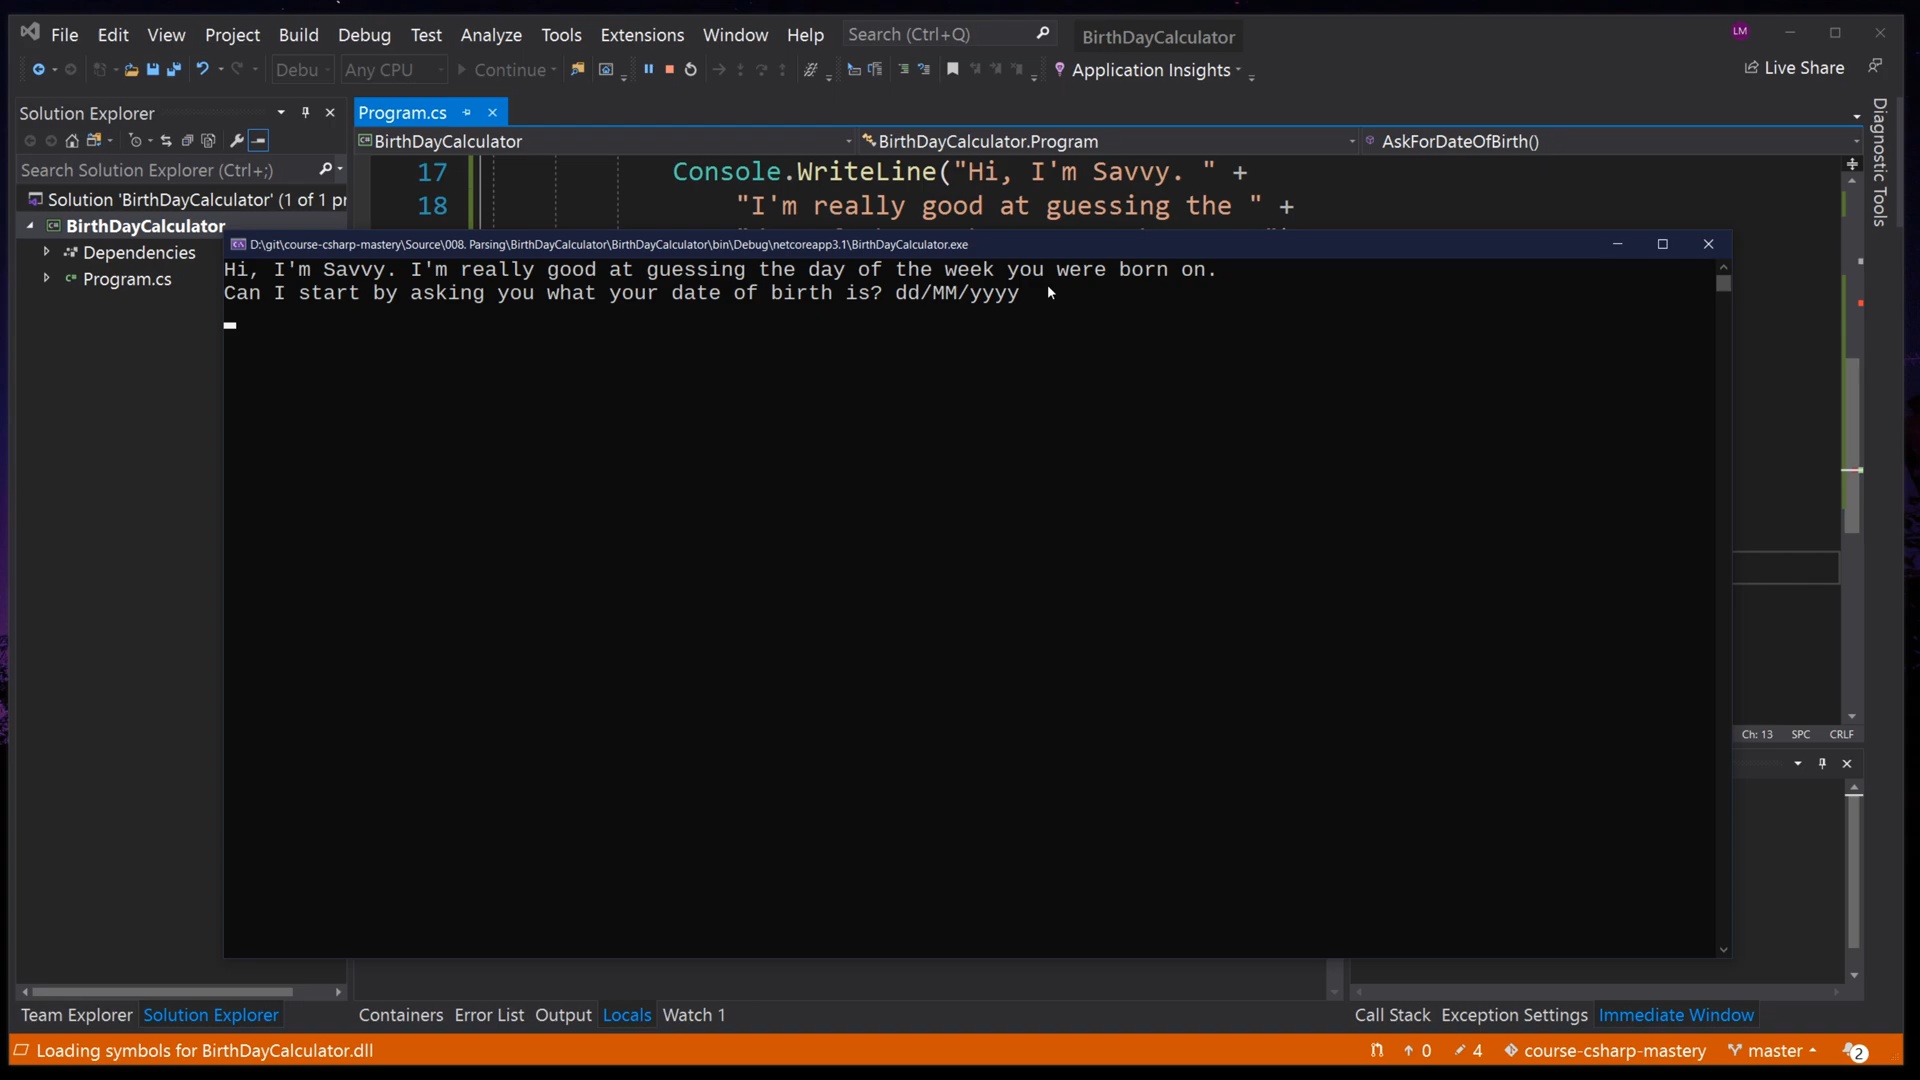 File Edit View Project Build Debug Test Analyze Tools Extensions Window Help Search (Ctrl+Q) BirthDayCalculator LM
Debu Any CPU Continue Application Insights Live Share
Solution Explorer
Program.cs
BirthDayCalculator BirthDayCalculator.Program AskForDateOfBirth()
Search Solution Explorer (Ctrl+;)
Solution 'BirthDayCalculator' (1 of 1 pr
BirthDayCalculator
Dependencies
C# Program.cs
17 Console.WriteLine("Hi, I'm Savvy. " +
18 "I'm really good at guessing the " +
D:\git\course-csharp-mastery\Source\008. Parsing\BirthDayCalculator\BirthDayCalculator\bin\Debug\netcoreapp3.1\BirthDayCalculator.exe
Hi, I'm Savvy. I'm really good at guessing the day of the week you were born on.
Can I start by asking you what your date of birth is? dd/MM/yyyy
Diagnostic Tools
Ch: 13 SPC CRLF
Team Explorer Solution Explorer Containers Error List Output Locals Watch 1 Call Stack Exception Settings Immediate Window
Loading symbols for BirthDayCalculator.dll 0 4 course-csharp-mastery master 2